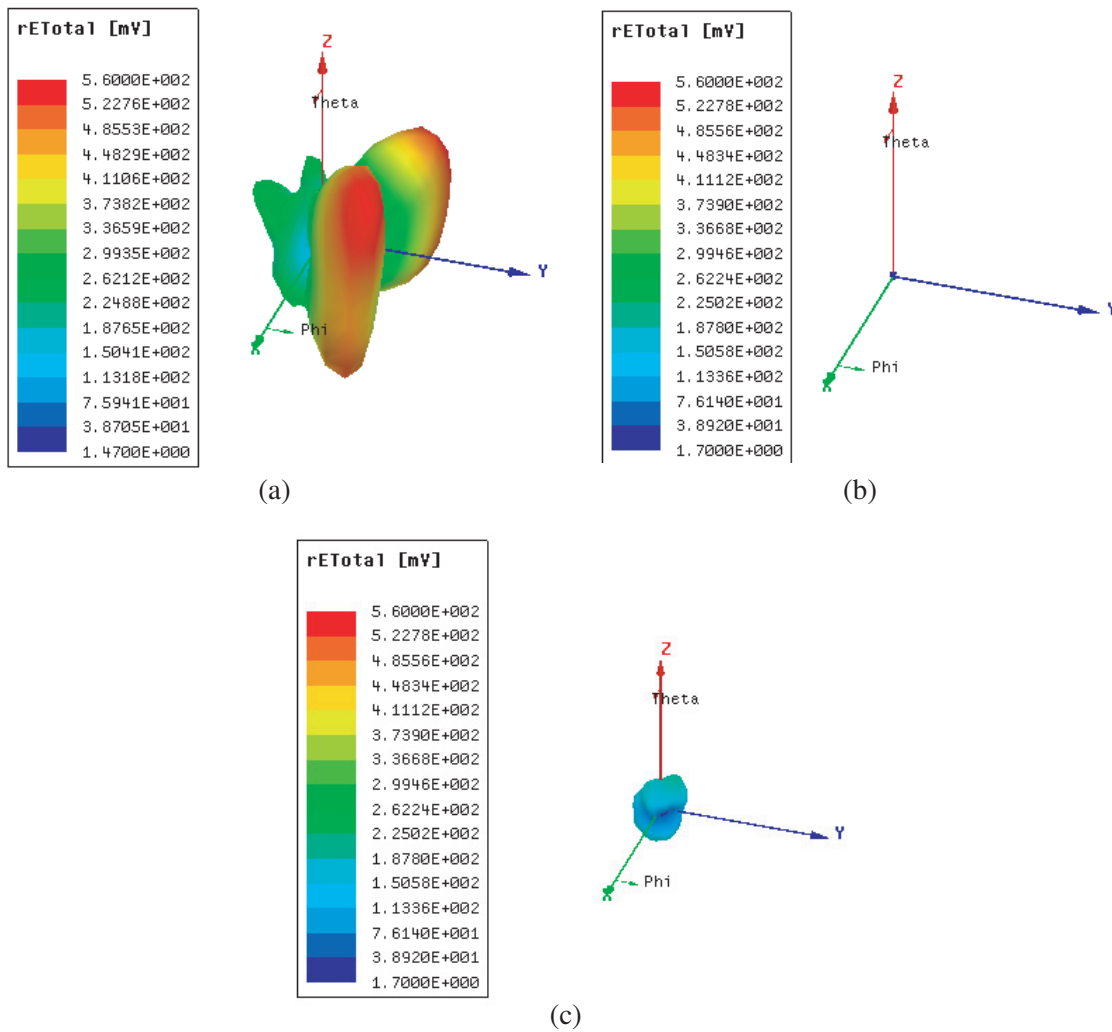 rETotal [mV]
5.6000E+002
5.2276E+002
4.8553E+002
4.4829E+002
4.1106E+002
3.7382E+002
3.3659E+002
2.9935E+002
2.6212E+002
2.2488E+002
1.8765E+002
1.5041E+002
1.1318E+002
7.5941E+001
3.8705E+001
1.4700E+000
Z
Theta
Y
Phi
X
(a)
rETotal [mV]
5.6000E+002
5.2278E+002
4.8556E+002
4.4834E+002
4.1112E+002
3.7390E+002
3.3668E+002
2.9946E+002
2.6224E+002
2.2502E+002
1.8780E+002
1.5058E+002
1.1336E+002
7.6140E+001
3.8920E+001
1.7000E+000
Z
Theta
Y
Phi
X
(b)
rETotal [mV]
5.6000E+002
5.2278E+002
4.8556E+002
4.4834E+002
4.1112E+002
3.7390E+002
3.3668E+002
2.9946E+002
2.6224E+002
2.2502E+002
1.8780E+002
1.5058E+002
1.1336E+002
7.6140E+001
3.8920E+001
1.7000E+000
Z
Theta
Y
Phi
X
(c)